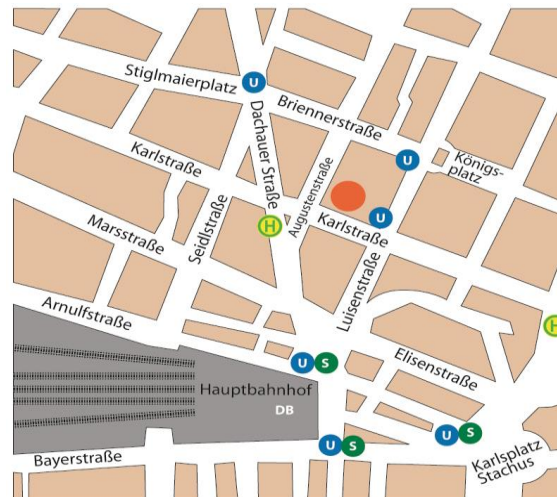 Stiglmaierplatz
U
Briennerstraße
Dachauer Straße
U
Königs-
platz
Karlstraße
Augustenstraße
U
Karlstraße
H
Seidlstraße
Marsstraße
Luisenstraße
Arnulfstraße
H
U S
Elisenstraße
Hauptbahnhof
DB
U S
U S
Bayerstraße
Karlsplatz
Stachus